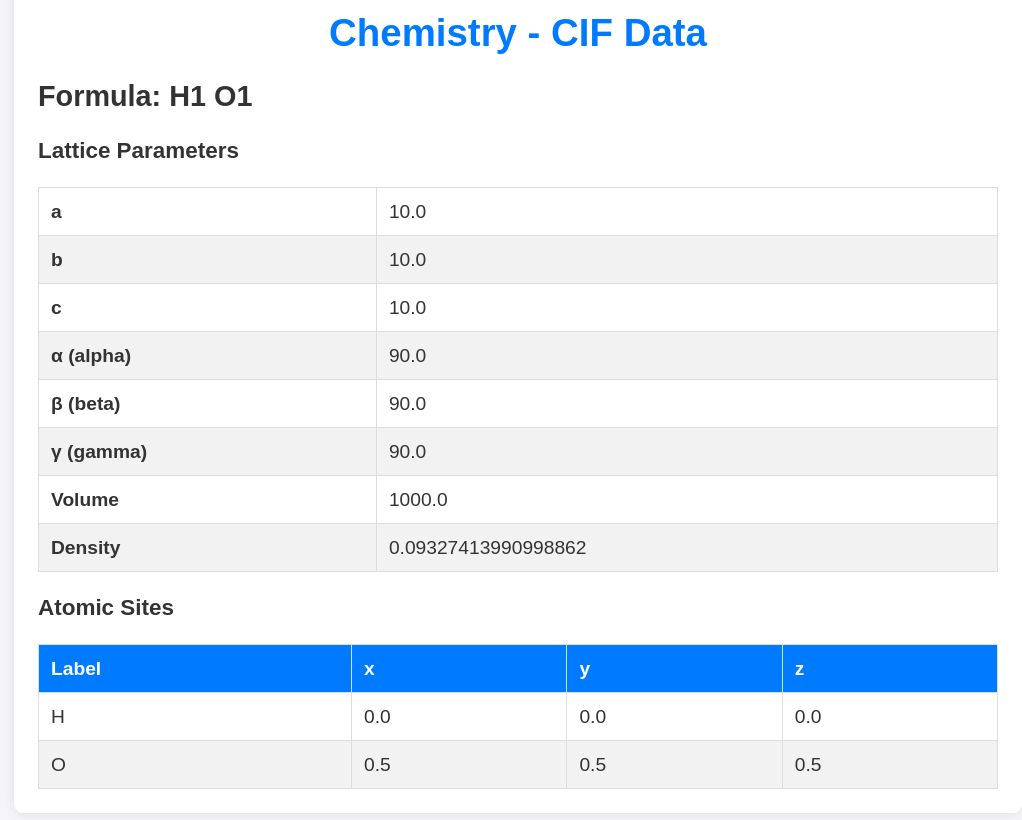 Chemistry - CIF Data
Formula: H1 O1
Lattice Parameters
a 10.0
b 10.0
c 10.0
α (alpha) 90.0
β (beta) 90.0
γ (gamma) 90.0
Volume 1000.0
Density 0.09327413990998862
Atomic Sites
Label x y z
H 0.0 0.0 0.0
O 0.5 0.5 0.5